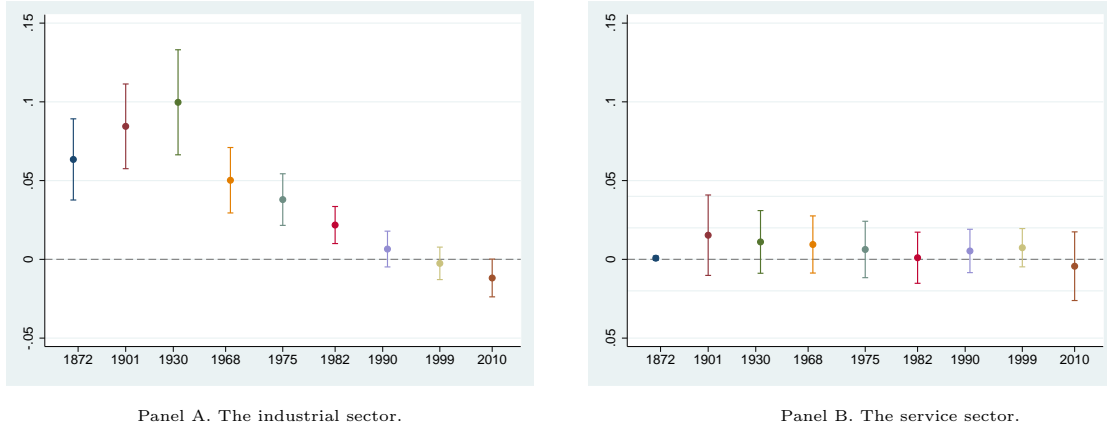 .15
.1
.05
0
-.05
1872 1901 1930 1968 1975 1982 1990 1999 2010
Panel A. The industrial sector.
.15
.1
.05
0
.05
1872 1901 1930 1968 1975 1982 1990 1999 2010
Panel B. The service sector.